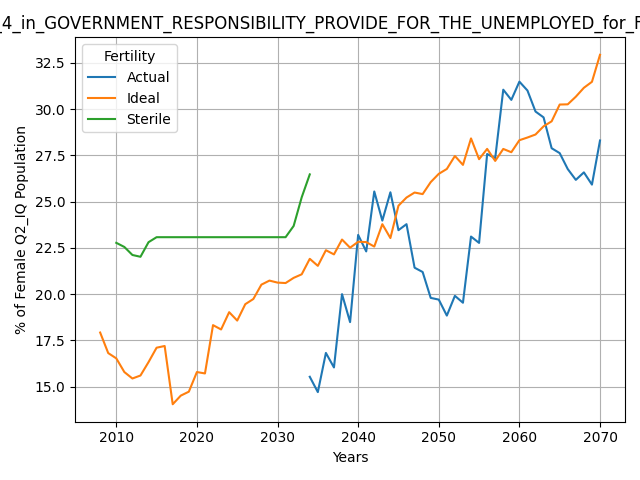 _4_in_GOVERNMENT_RESPONSIBILITY_PROVIDE_FOR_THE_UNEMPLOYED_for_F
Fertility
Actual
Ideal
Sterile
% of Female Q2_IQ Population
32.5
30.0
27.5
25.0
22.5
20.0
17.5
15.0
2010 2020 2030 2040 2050 2060 2070
Years